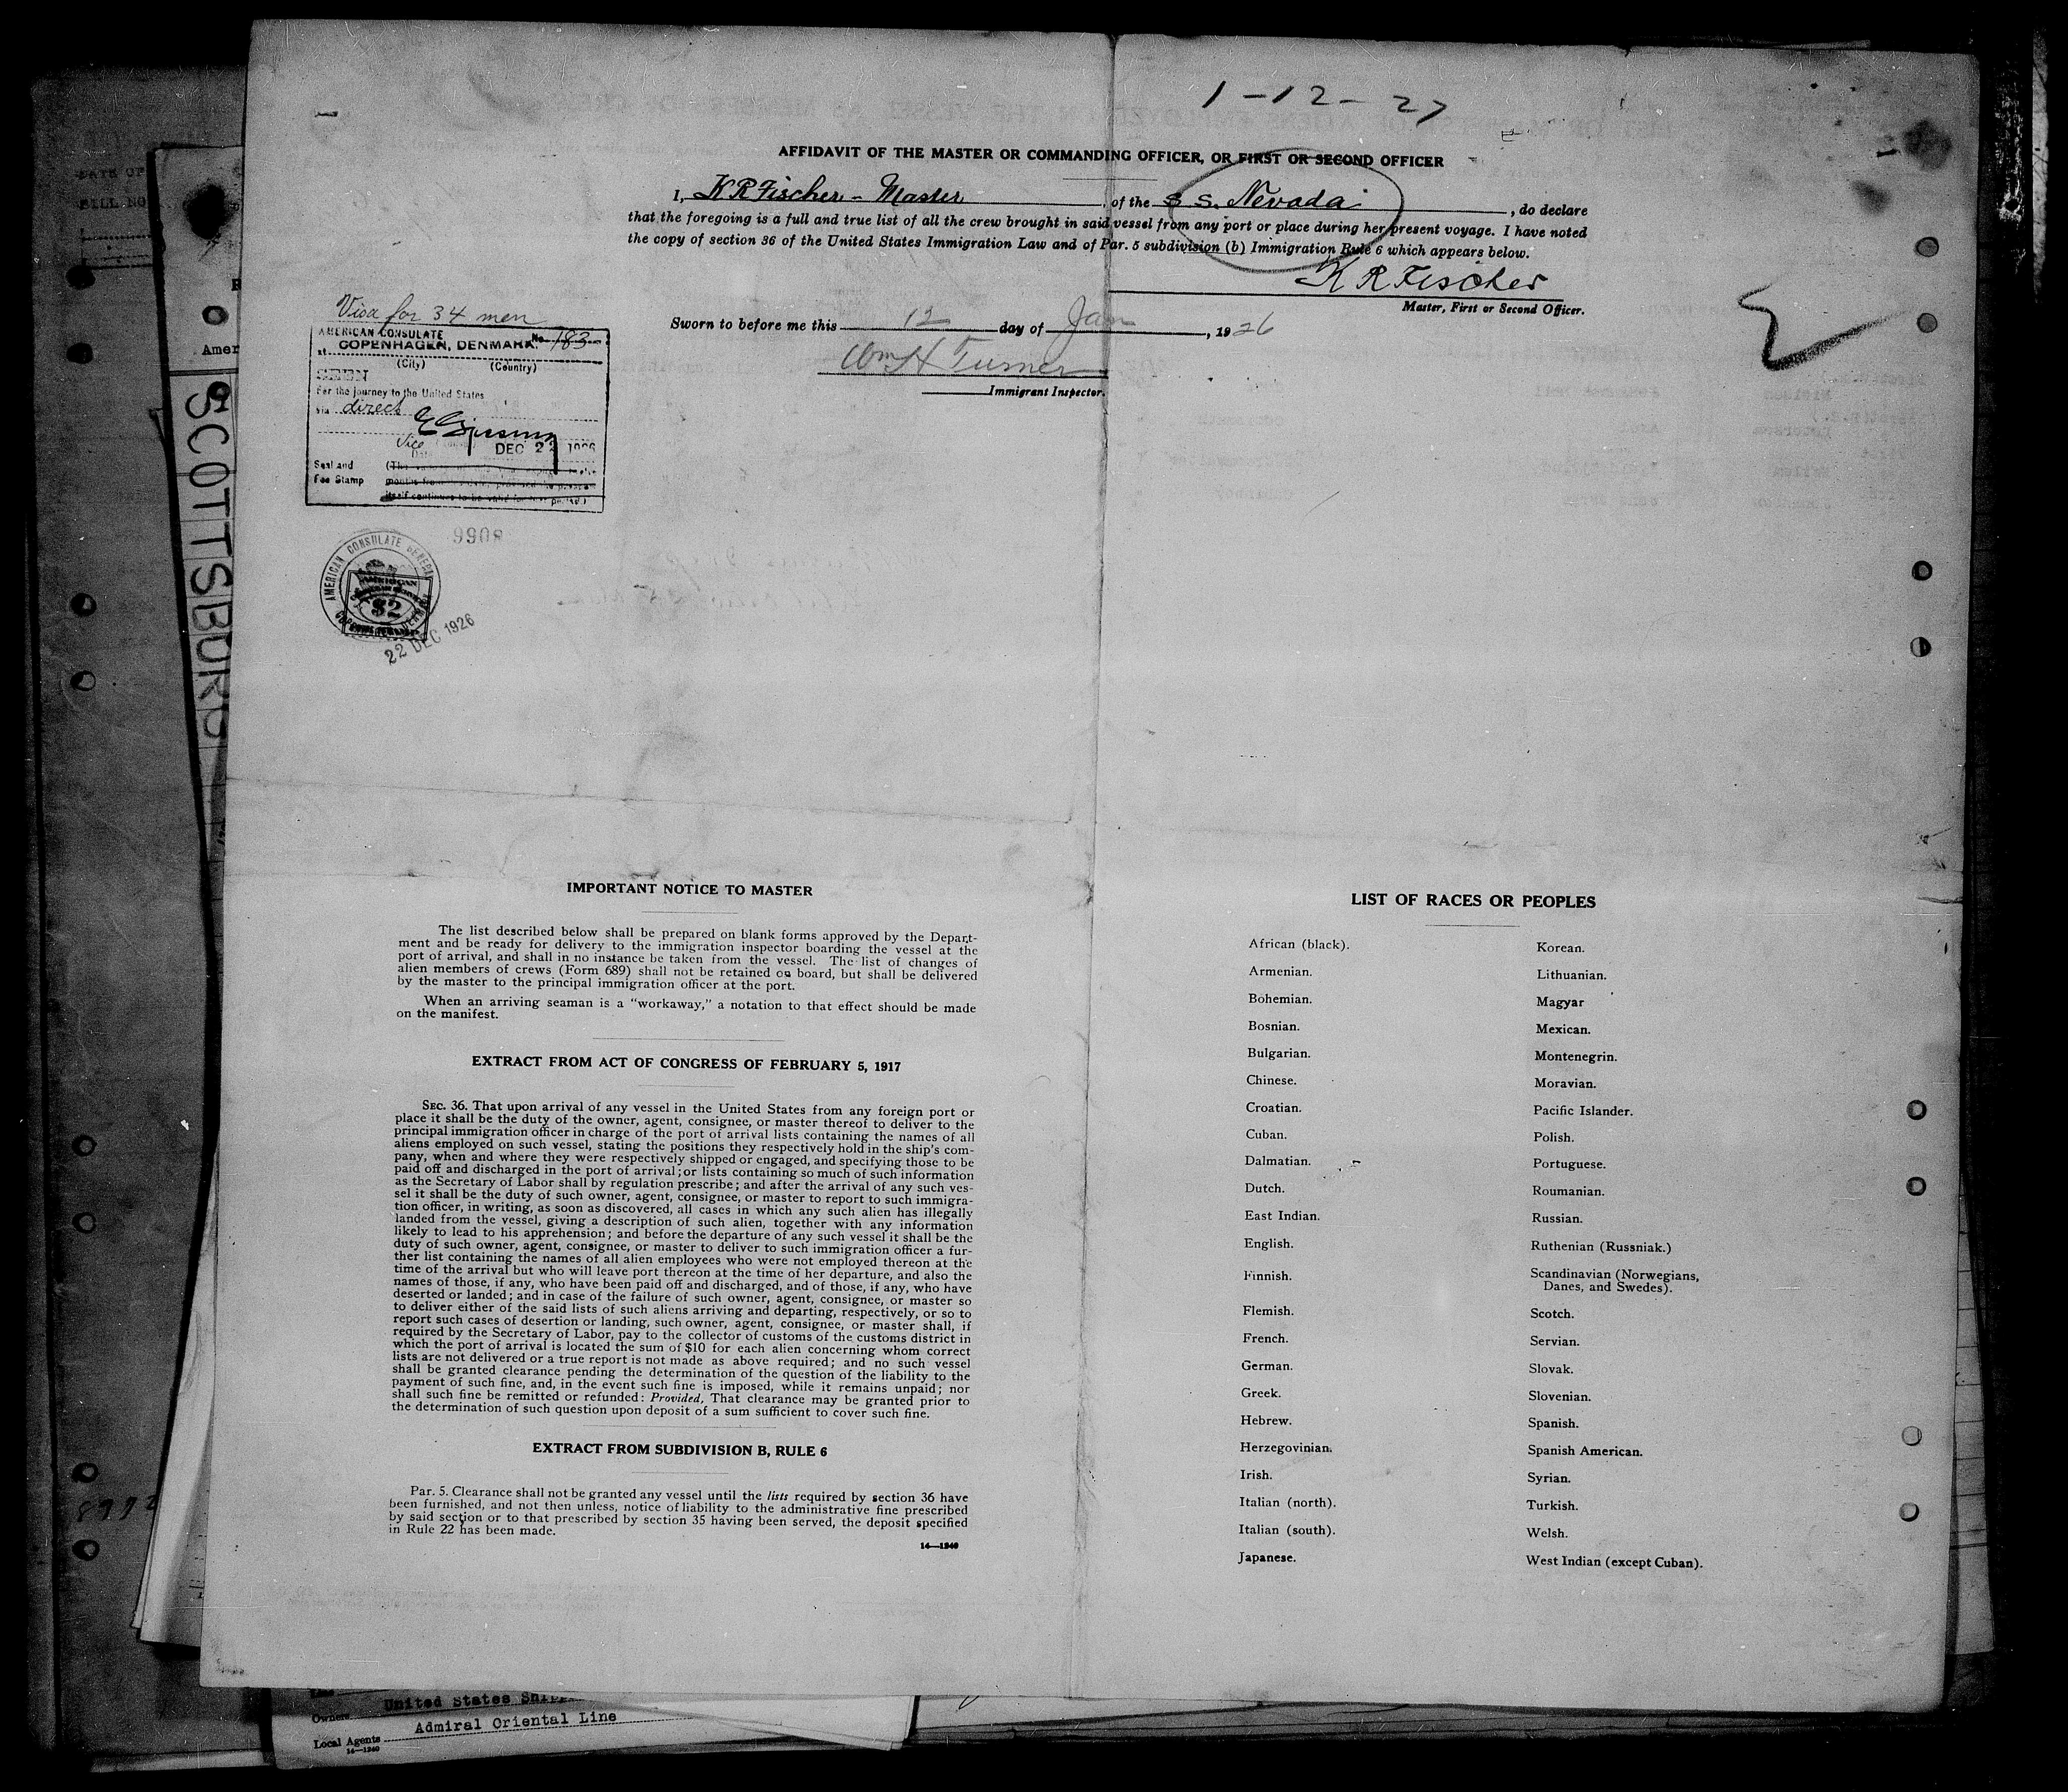 1-12-27
AFFIDAVIT OF THE MASTER OR COMMANDING OFFICER, OR FIRST OR SECOND OFFICER
I, K R Fischer - Master, of the S S. Nevada, do declare
that the foregoing is a full and true list of all the crew brought in said vessel from any port or place during her present voyage. I have noted
the copy of section 36 of the United States Immigration Law and of Par. 5 subdivision (b) Immigration Rule 6 which appears below.
K R Fischer
Master, First or Second Officer.
Sworn to before me this 12 day of Jan, 1926
Wm H Turner
Immigrant Inspector.
Visa for 34 men
AMERICAN CONSULATE
at COPENHAGEN, DENMARK. No. 183
(City) (Country)
SEEN
For the journey to the United States
via direct
Vice
DEC 22 1926
Seal and
Fee Stamp
itself continues to be valid for that period.)
9908
AMERICAN CONSULATE GENERAL
AMERICAN
$2
22 DEC 1926
SCOTTSBURG
IMPORTANT NOTICE TO MASTER
The list described below shall be prepared on blank forms approved by the Depart-
ment and be ready for delivery to the immigration inspector boarding the vessel at the
port of arrival, and shall in no instance be taken from the vessel. The list of changes of
alien members of crews (Form 689) shall not be retained on board, but shall be delivered
by the master to the principal immigration officer at the port.
When an arriving seaman is a "workaway," a notation to that effect should be made
on the manifest.
EXTRACT FROM ACT OF CONGRESS OF FEBRUARY 5, 1917
SEC. 36. That upon arrival of any vessel in the United States from any foreign port or
place it shall be the duty of the owner, agent, consignee, or master thereof to deliver to the
principal immigration officer in charge of the port of arrival lists containing the names of all
aliens employed on such vessel, stating the positions they respectively hold in the ship's com-
pany, when and where they were respectively shipped or engaged, and specifying those to be
paid off and discharged in the port of arrival; or lists containing so much of such information
as the Secretary of Labor shall by regulation prescribe; and after the arrival of any such ves-
sel it shall be the duty of such owner, agent, consignee, or master to report to such immigra-
tion officer, in writing, as soon as discovered, all cases in which any such alien has illegally
landed from the vessel, giving a description of such alien, together with any information
likely to lead to his apprehension; and before the departure of any such vessel it shall be the
duty of such owner, agent, consignee, or master to deliver to such immigration officer a fur-
ther list containing the names of all alien employees who were not employed thereon at the
time of the arrival but who will leave port thereon at the time of her departure, and also the
names of those, if any, who have been paid off and discharged, and of those, if any, who have
deserted or landed; and in case of the failure of such owner, agent, consignee, or master so
to deliver either of the said lists of such aliens arriving and departing, respectively, or so to
report such cases of desertion or landing, such owner, agent, consignee, or master shall, if
required by the Secretary of Labor, pay to the collector of customs of the customs district in
which the port of arrival is located the sum of $10 for each alien concerning whom correct
lists are not delivered or a true report is not made as above required; and no such vessel
shall be granted clearance pending the determination of the question of the liability to the
payment of such fine, and, in the event such fine is imposed, while it remains unpaid; nor
shall such fine be remitted or refunded: Provided, That clearance may be granted prior to
the determination of such question upon deposit of a sum sufficient to cover such fine.
EXTRACT FROM SUBDIVISION B, RULE 6
Par. 5. Clearance shall not be granted any vessel until the lists required by section 36 have
been furnished, and not then unless, notice of liability to the administrative fine prescribed
by said section or to that prescribed by section 35 having been served, the deposit specified
in Rule 22 has been made.
14—1240
LIST OF RACES OR PEOPLES
African (black).
Armenian.
Bohemian.
Bosnian.
Bulgarian.
Chinese.
Croatian.
Cuban.
Dalmatian.
Dutch.
East Indian.
English.
Finnish.
Flemish.
French.
German.
Greek.
Hebrew.
Herzegovinian.
Irish.
Italian (north).
Italian (south).
Japanese.
Korean.
Lithuanian.
Magyar
Mexican.
Montenegrin.
Moravian.
Pacific Islander.
Polish.
Portuguese.
Roumanian.
Russian.
Ruthenian (Russniak.)
Scandinavian (Norwegians,
Danes, and Swedes).
Scotch.
Servian.
Slovak.
Slovenian.
Spanish.
Spanish American.
Syrian.
Turkish.
Welsh.
West Indian (except Cuban).
Owners United States
Admiral Oriental Line
Local Agents
14—1240